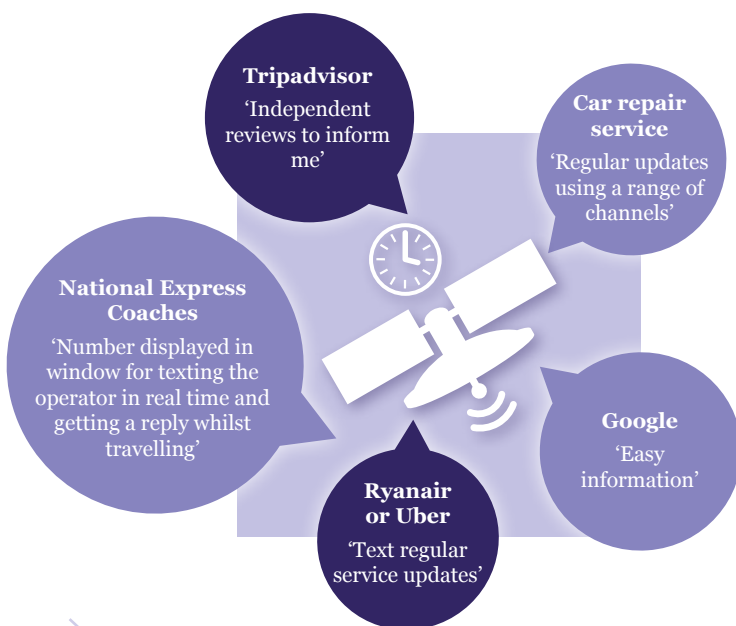 Tripadvisor
‘Independent
reviews to inform
me’
Car repair
service
‘Regular updates
using a range of
channels’
National Express
Coaches
‘Number displayed in
window for texting the
operator in real time and
getting a reply whilst
travelling’
Google
‘Easy
information’
Ryanair
or Uber
‘Text regular
service updates’